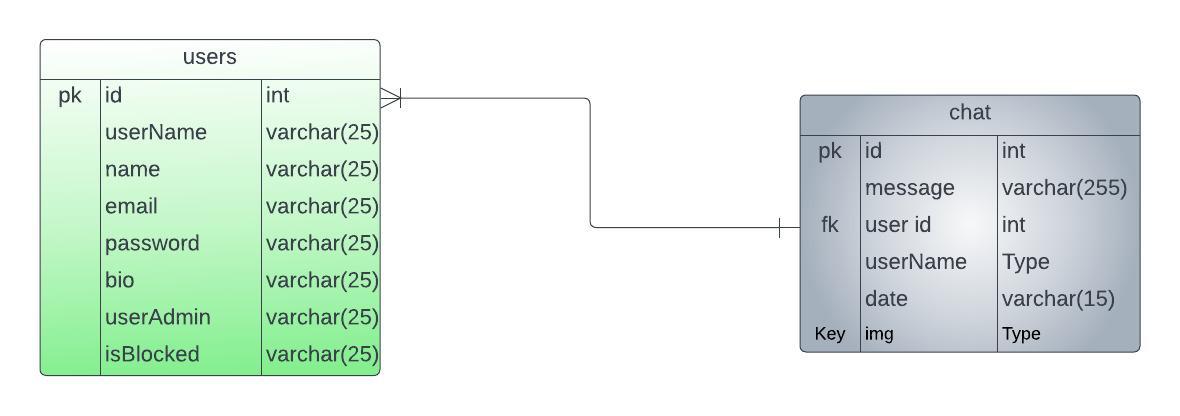 users
pk id int
userName varchar(25)
name varchar(25)
email varchar(25)
password varchar(25)
bio varchar(25)
userAdmin varchar(25)
isBlocked varchar(25)
chat
pk id int
message varchar(255)
fk user id int
userName Type
date varchar(15)
Key img Type